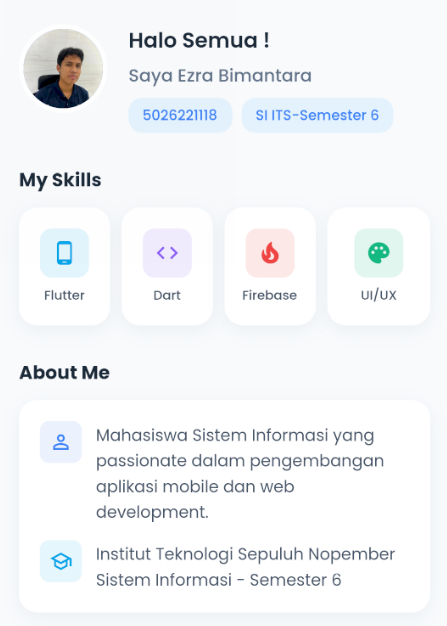 Halo Semua !
Saya Ezra Bimantara
5026221118 SI ITS-Semester 6
My Skills
Flutter Dart Firebase UI/UX
About Me
Mahasiswa Sistem Informasi yang
passionate dalam pengembangan
aplikasi mobile dan web
development.
Institut Teknologi Sepuluh Nopember
Sistem Informasi - Semester 6